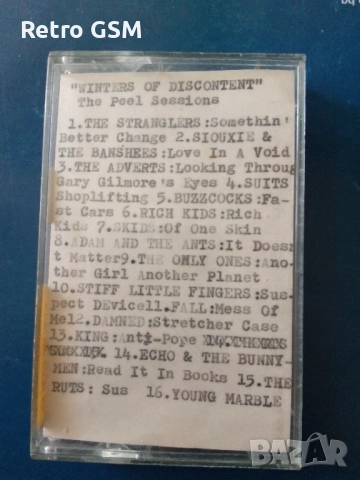 Retro GSM
"WINTERS OF DISCONTENT"
The Peel Sessions
1.THE STRANGLERS:Somethin'
Better Change 2.SIOUXIE &
THE BANSHEES:Love In A Void
3.THE ADVERTS:Looking Throug
Gary Gilmore's Eyes 4.SUITS
Shoplifting 5.BUZZCOCKS:Fa-
st Cars 6.RICH KIDS:Rich
Kids 7.SKIDS:Of One Skin
8.ADAM AND THE ANTS:It Doesn
t Matter9.THE ONLY ONES:Ano-
ther Girl Another Planet
10.STIFF LITTLE FINGERS:Sus-
pect DEvice11.FALL:Mess Of
Me12.DAMNED:Stretcher Case
13.KING:Anti-Pope
14.ECHO & THE BUNNY-
MEN:Read It In Books 15.THE
RUTS: Sus 16.YOUNG MARBLE
BAZAR